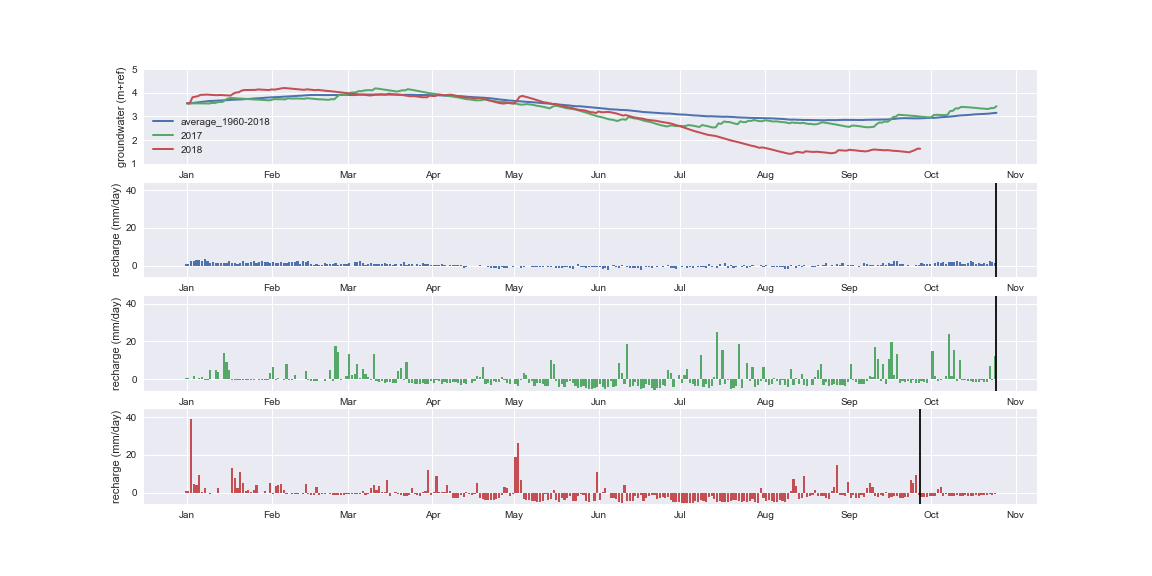 groundwater (m+ref)
5
4
3
2
1
average_1960-2018
2017
2018
Jan Feb Mar Apr May Jun Jul Aug Sep Oct Nov
recharge (mm/day)
40
20
0
Jan Feb Mar Apr May Jun Jul Aug Sep Oct Nov
recharge (mm/day)
40
20
0
Jan Feb Mar Apr May Jun Jul Aug Sep Oct Nov
recharge (mm/day)
40
20
0
Jan Feb Mar Apr May Jun Jul Aug Sep Oct Nov